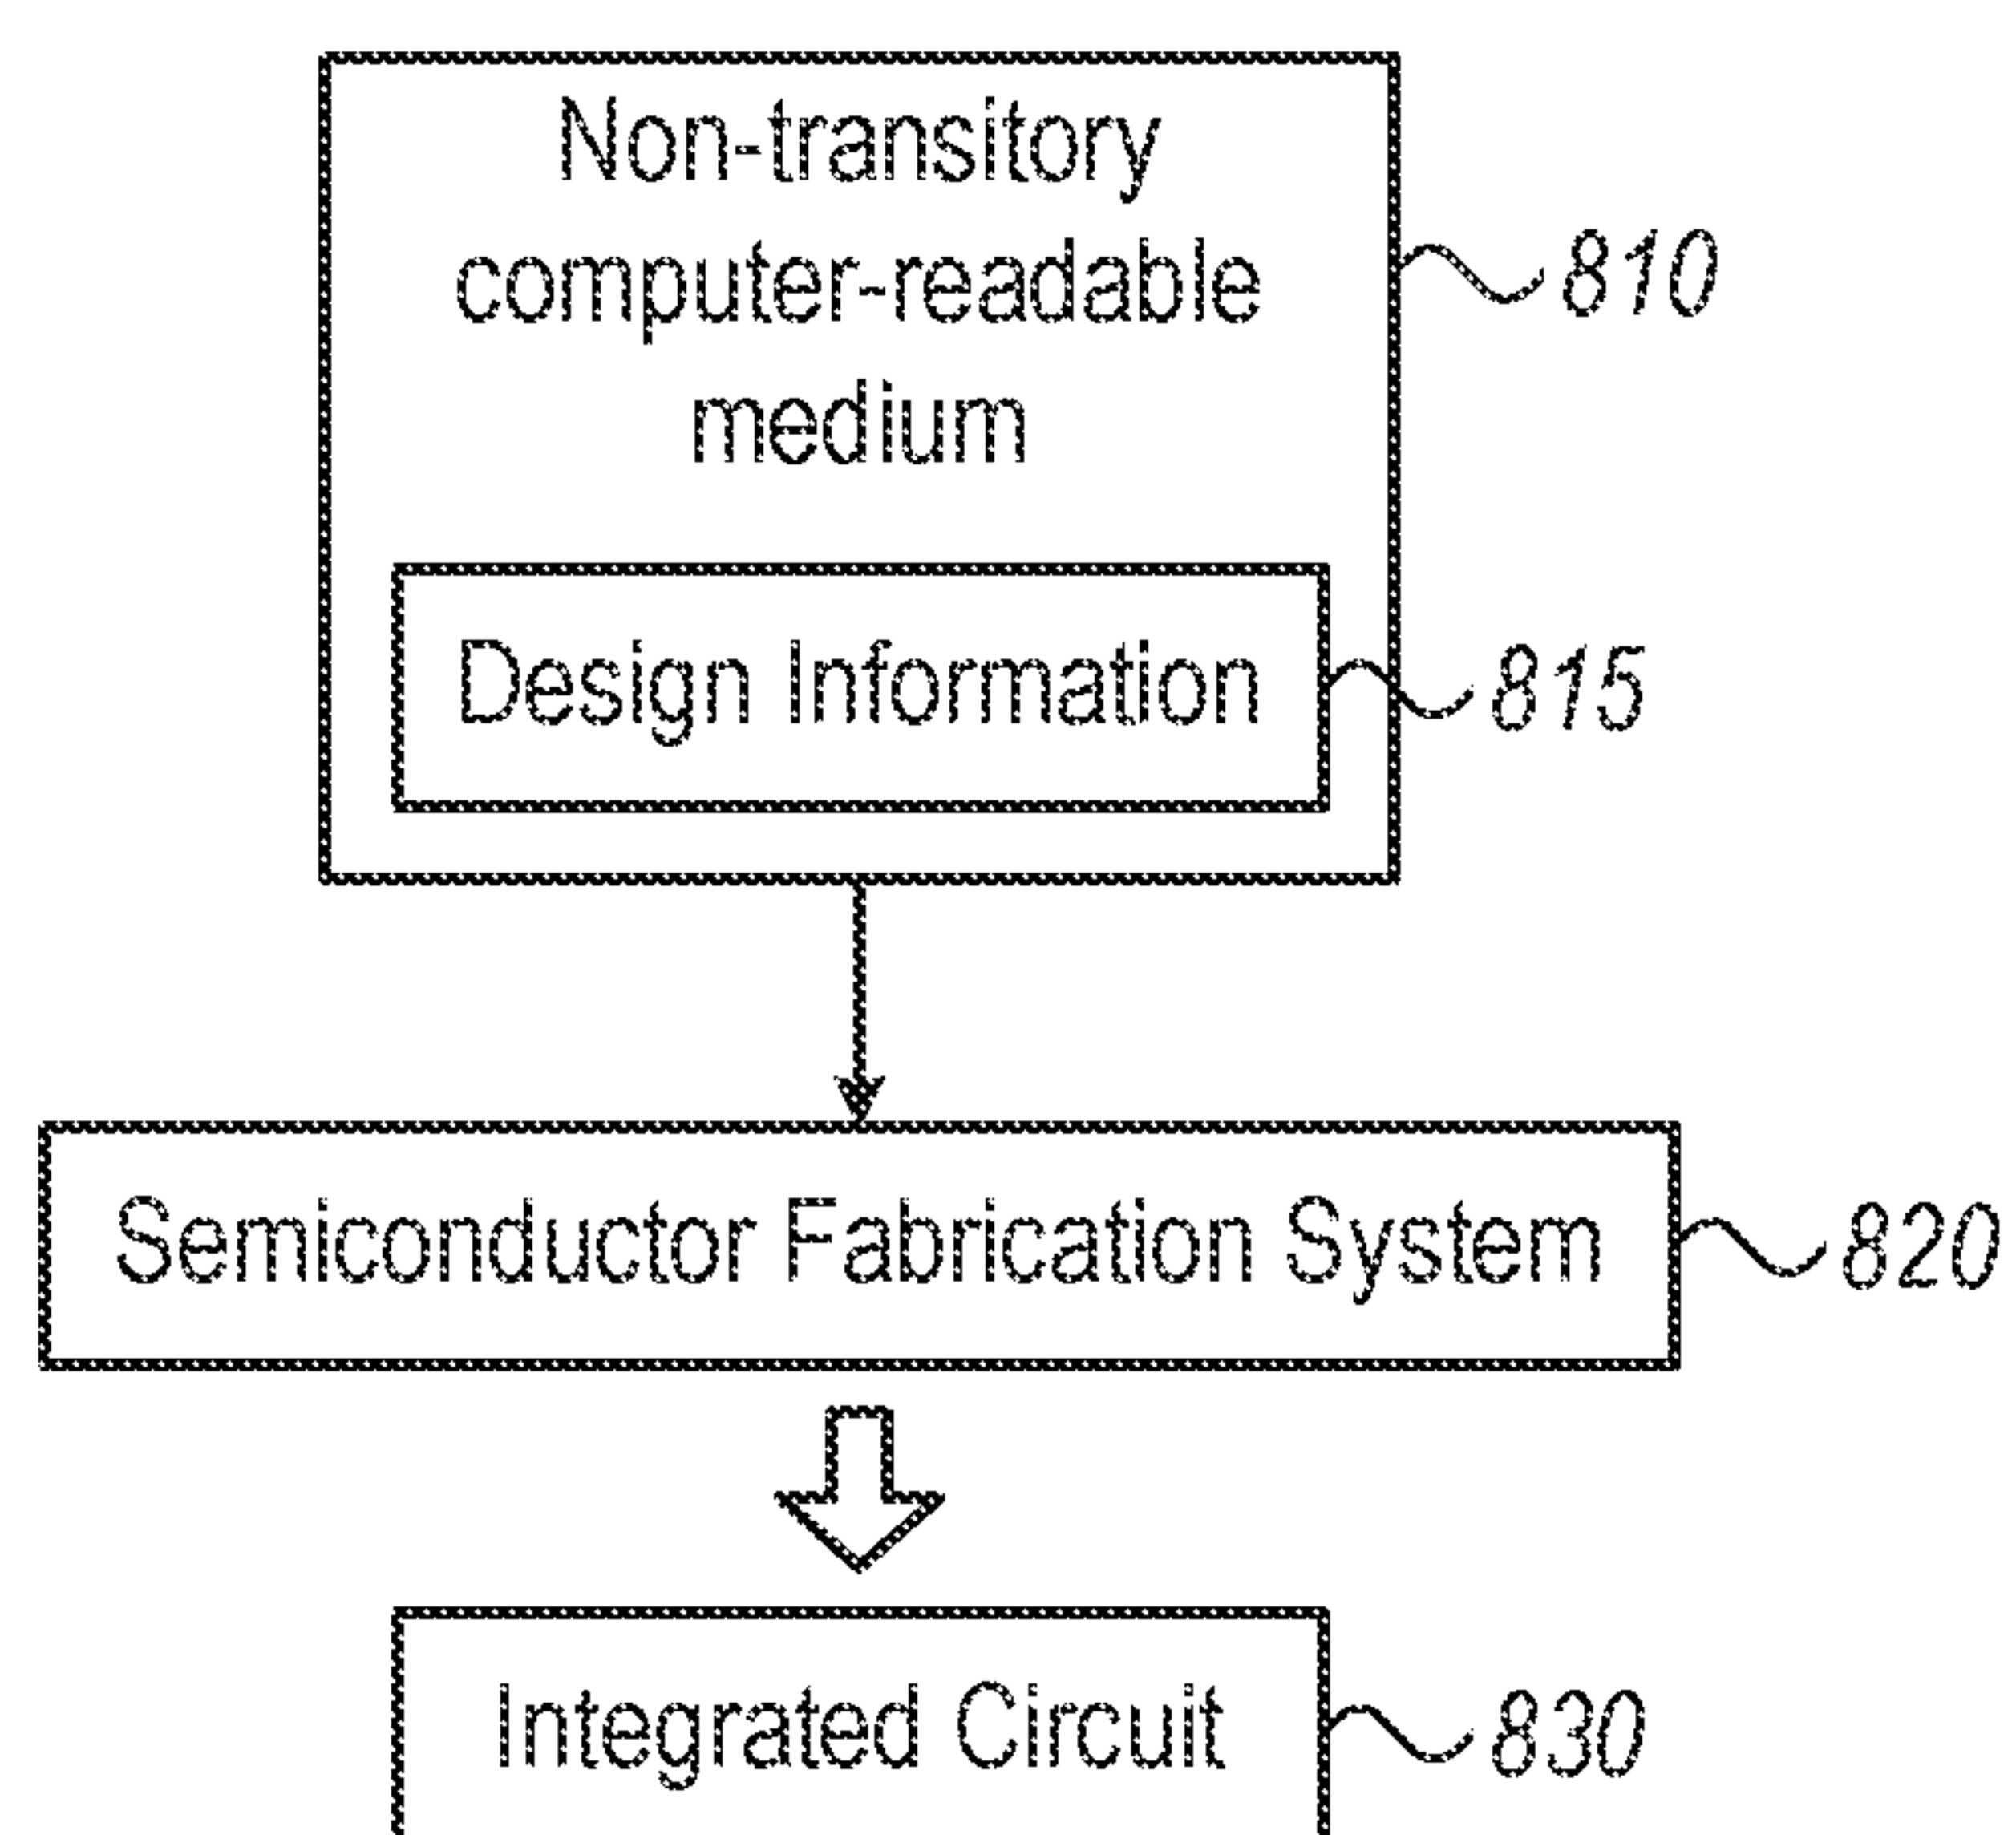 Non-transitory
computer-readable 810
medium
Design Information 815
Semiconductor Fabrication System 820
Integrated Circuit 830